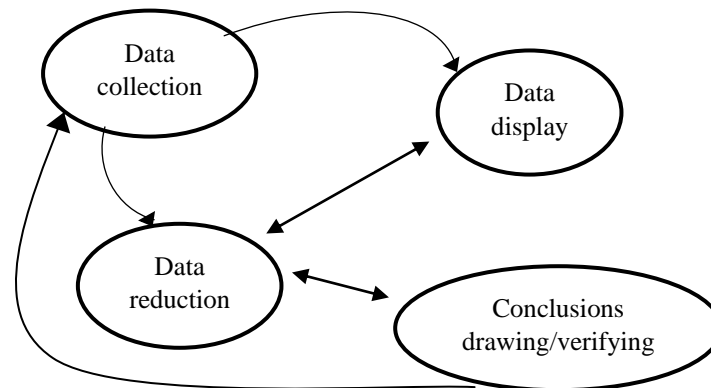 Data
collection
Data
display
Data
reduction
Conclusions
drawing/verifying